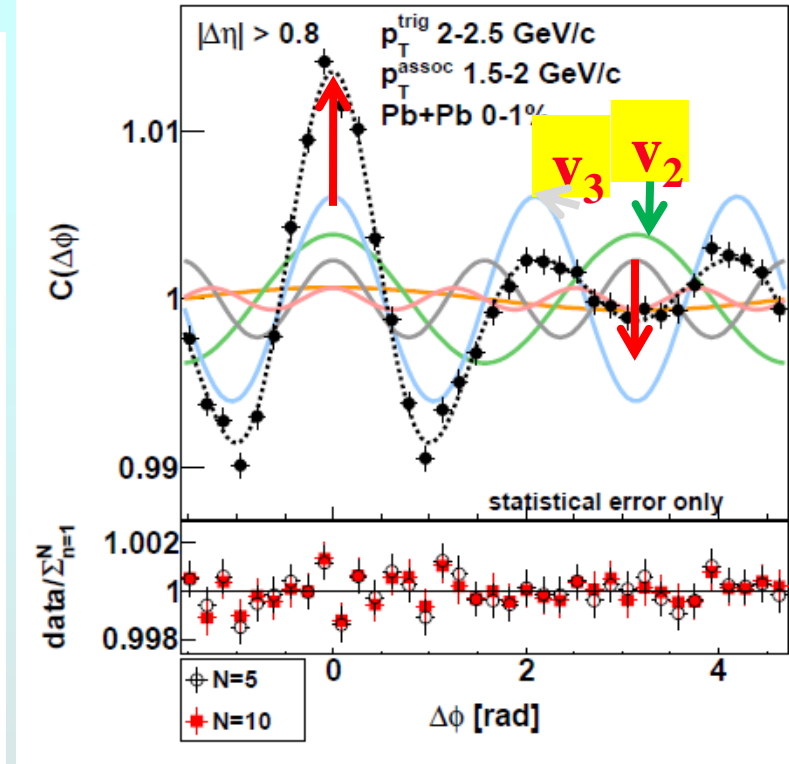 |Δη| > 0.8
p_T^trig 2-2.5 GeV/c
p_T^assoc 1.5-2 GeV/c
Pb+Pb 0-1%
v_3
v_2
1.01
1
0.99
C(Δϕ)
statistical error only
1.002
1
0.998
data/Σ_{n=1}^N
0
2
4
N=5
N=10
Δϕ [rad]